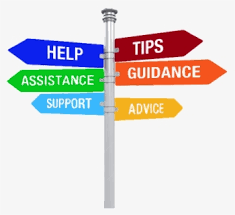 HELP
TIPS
ASSISTANCE
GUIDANCE
SUPPORT
ADVICE